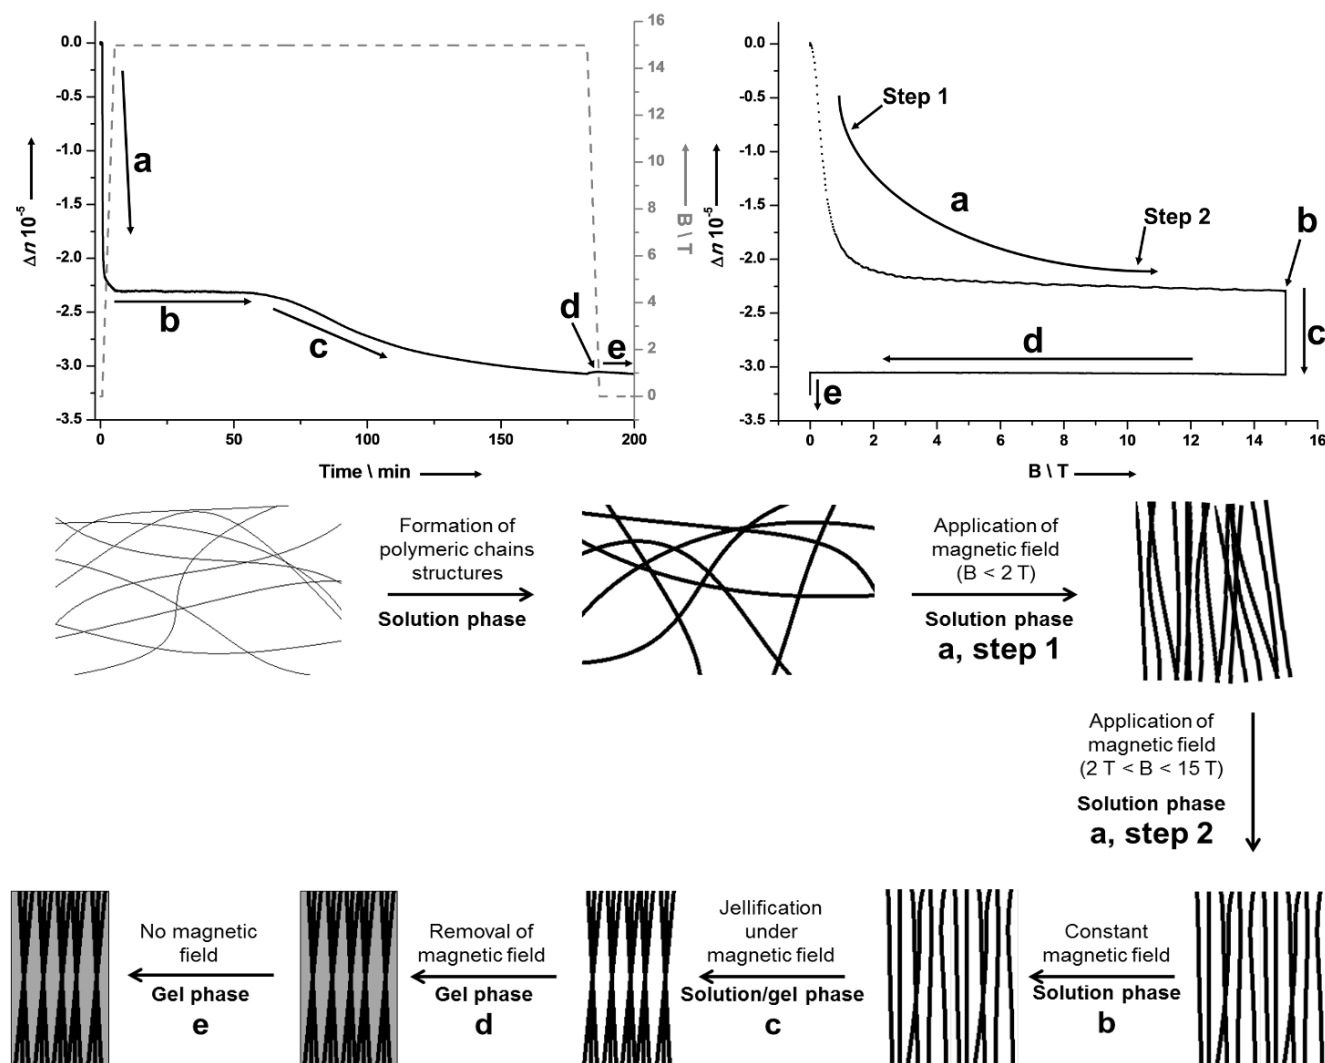 0.0
-0.5
-1.0
-1.5
-2.0
-2.5
-3.0
-3.5
Δn 10⁻⁵
0
50
100
150
200
Time \ min
16
14
12
10
8
6
4
2
0
B \ T
a
b
c
d
e
0.0
-0.5
-1.0
-1.5
-2.0
-2.5
-3.0
-3.5
Δn 10⁻⁵
0
2
4
6
8
10
12
14
16
B \ T
Step 1
a
Step 2
b
c
d
e
Formation of
polymeric chains
structures
Solution phase
Application of
magnetic field
(B < 2 T)
Solution phase
a, step 1
Application of
magnetic field
(2 T < B < 15 T)
Solution phase
a, step 2
Constant
magnetic field
Solution phase
b
Jellification
under
magnetic field
Solution/gel phase
c
Removal of
magnetic field
Gel phase
d
No magnetic
field
Gel phase
e